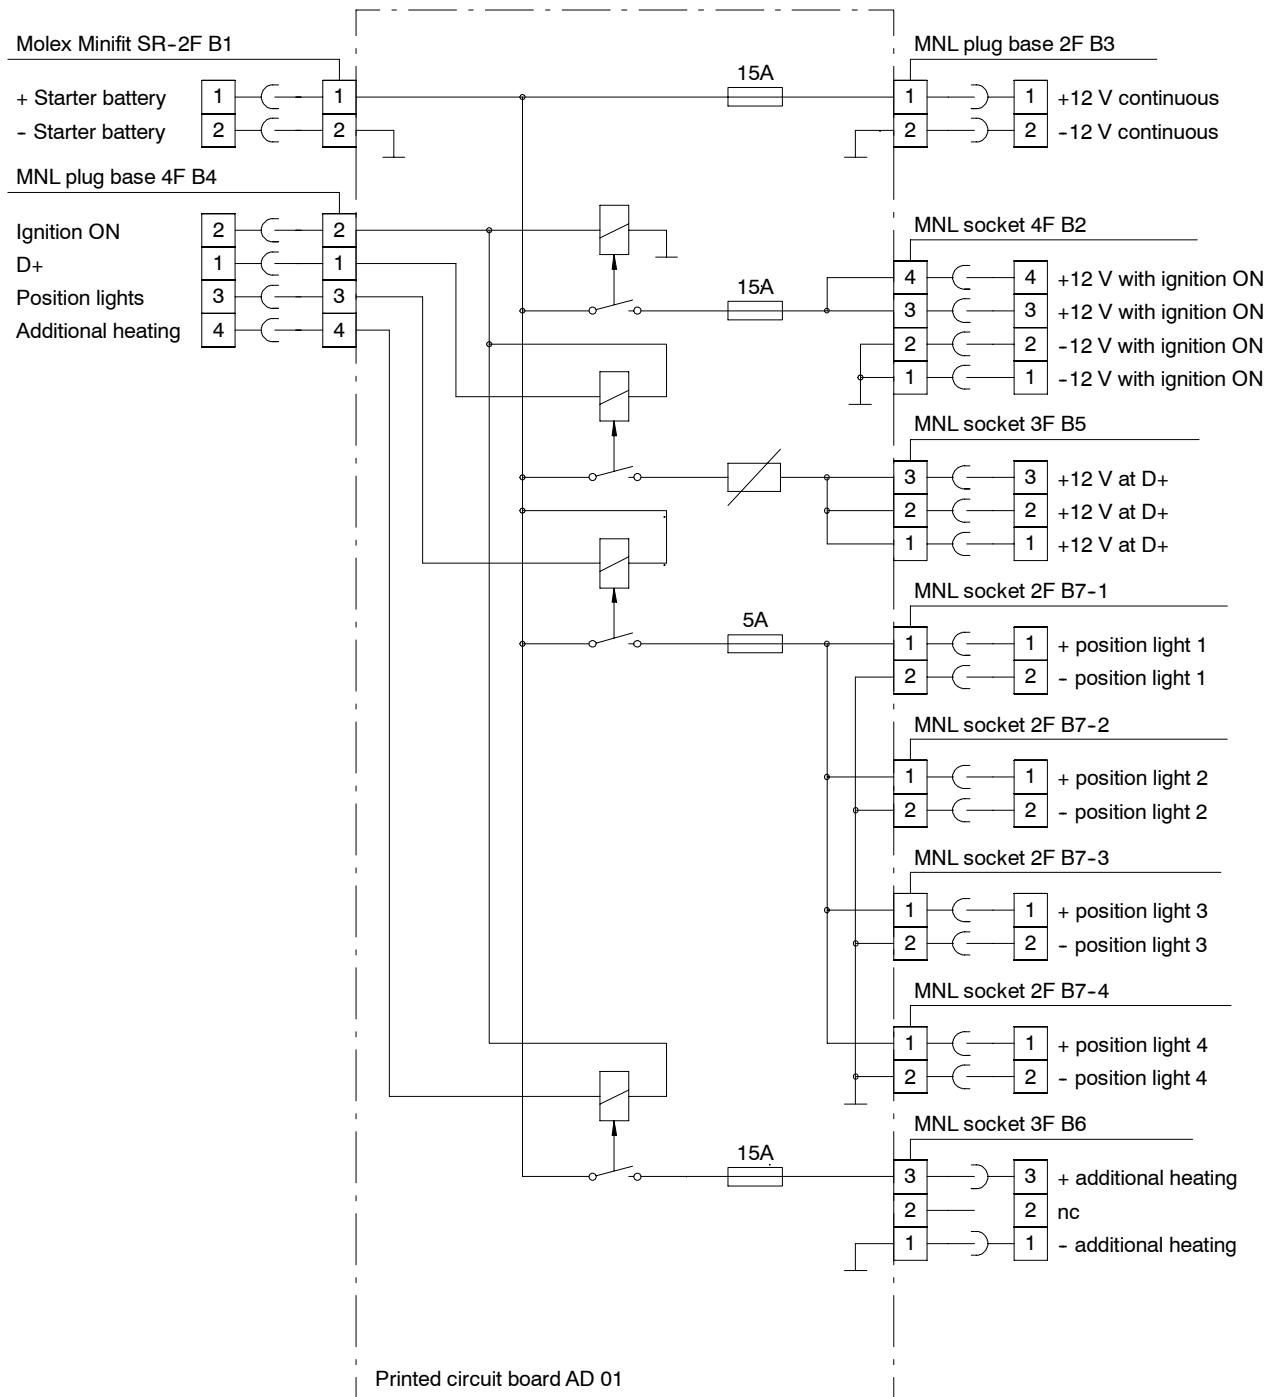 Molex Minifit SR-2F B1
+ Starter battery 1 1
- Starter battery 2 2
MNL plug base 4F B4
Ignition ON 2 2
D+ 1 1
Position lights 3 3
Additional heating 4 4
15A
15A
5A
15A
MNL plug base 2F B3
1 1 +12 V continuous
2 2 -12 V continuous
MNL socket 4F B2
4 4 +12 V with ignition ON
3 3 +12 V with ignition ON
2 2 -12 V with ignition ON
1 1 -12 V with ignition ON
MNL socket 3F B5
3 3 +12 V at D+
2 2 +12 V at D+
1 1 +12 V at D+
MNL socket 2F B7-1
1 1 + position light 1
2 2 - position light 1
MNL socket 2F B7-2
1 1 + position light 2
2 2 - position light 2
MNL socket 2F B7-3
1 1 + position light 3
2 2 - position light 3
MNL socket 2F B7-4
1 1 + position light 4
2 2 - position light 4
MNL socket 3F B6
3 3 + additional heating
2 2 nc
1 1 - additional heating
Printed circuit board AD 01